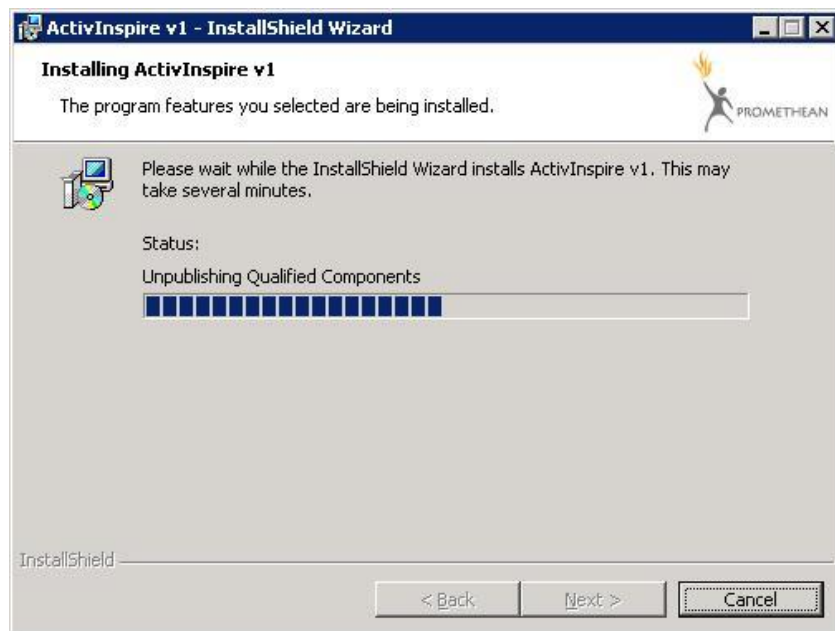 ActivInspire v1 - InstallShield Wizard
Installing ActivInspire v1
The program features you selected are being installed.
PROMETHEAN
Please wait while the InstallShield Wizard installs ActivInspire v1. This may
take several minutes.
Status:
Unpublishing Qualified Components
InstallShield
< Back
Next >
Cancel